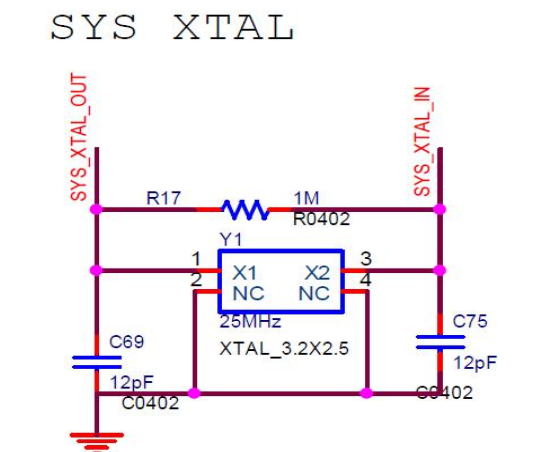 SYS XTAL
SYS_XTAL_OUT
SYS_XTAL_IN
R17
1M
R0402
Y1
1
X1
X2
3
2
NC
NC
4
25MHz
XTAL_3.2X2.5
C69
12pF
C0402
C75
12pF
C0402